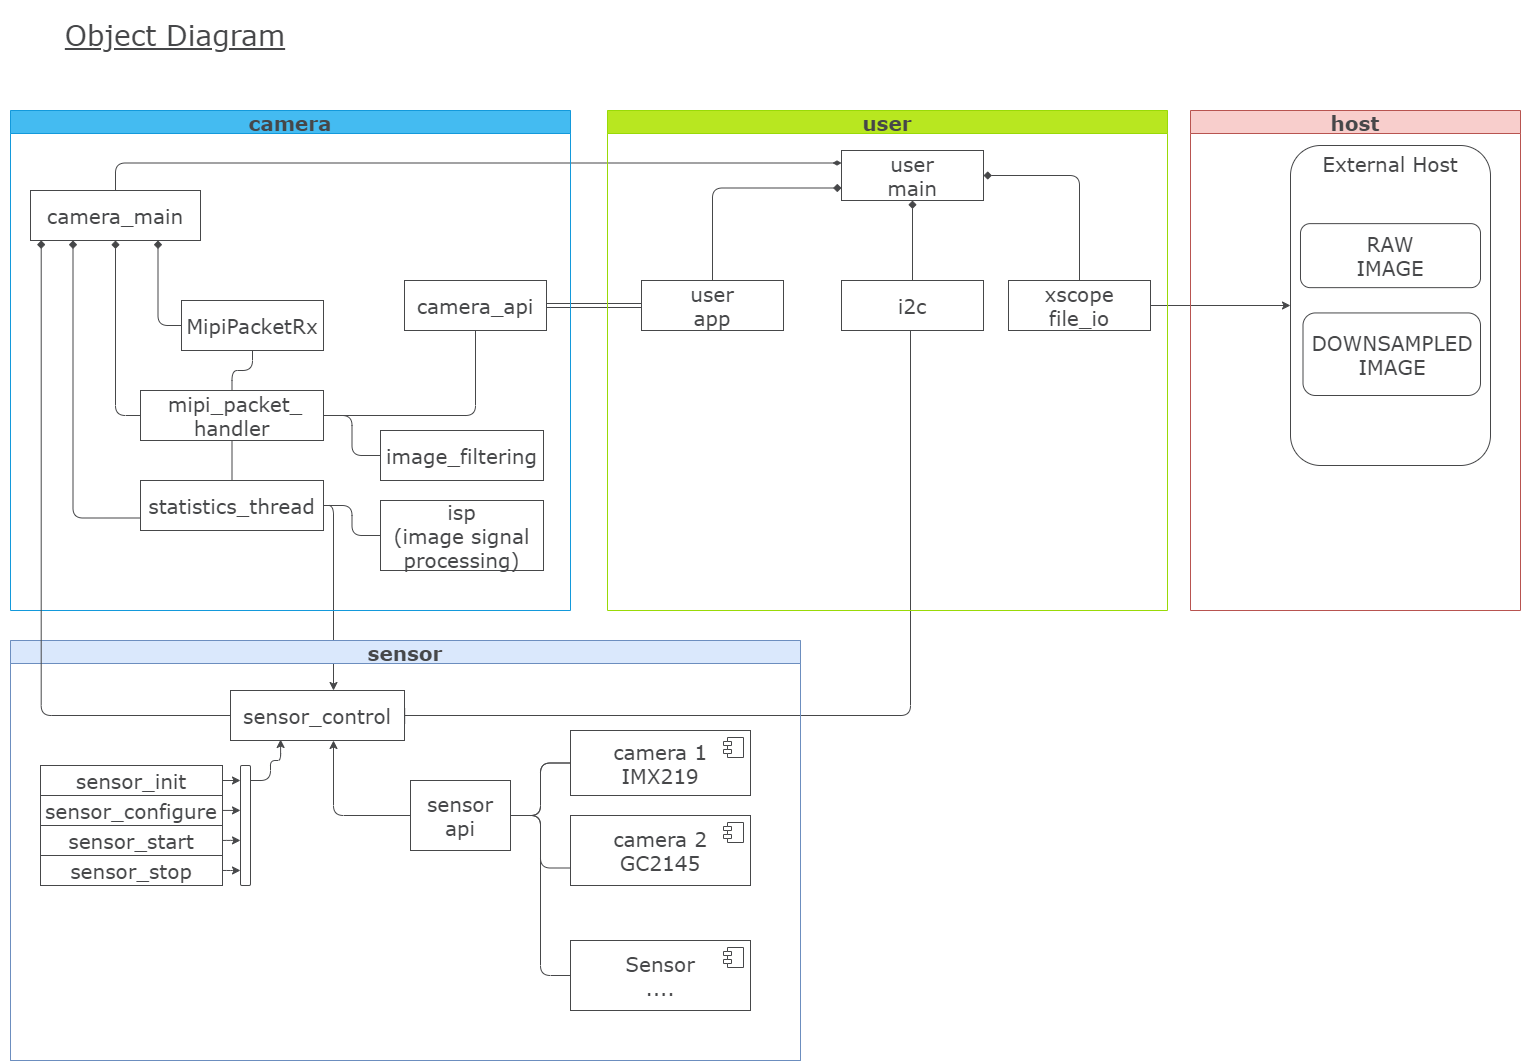 Object Diagram
camera
camera_main
MipiPacketRx
camera_api
mipi_packet_
handler
image_filtering
statistics_thread
isp
(image signal
processing)
user
user
main
user
app
i2c
xscope
file_io
host
External Host
RAW
IMAGE
DOWNSAMPLED
IMAGE
sensor
sensor_control
sensor_init
sensor_configure
sensor_start
sensor_stop
sensor
api
camera 1
IMX219
camera 2
GC2145
Sensor
....